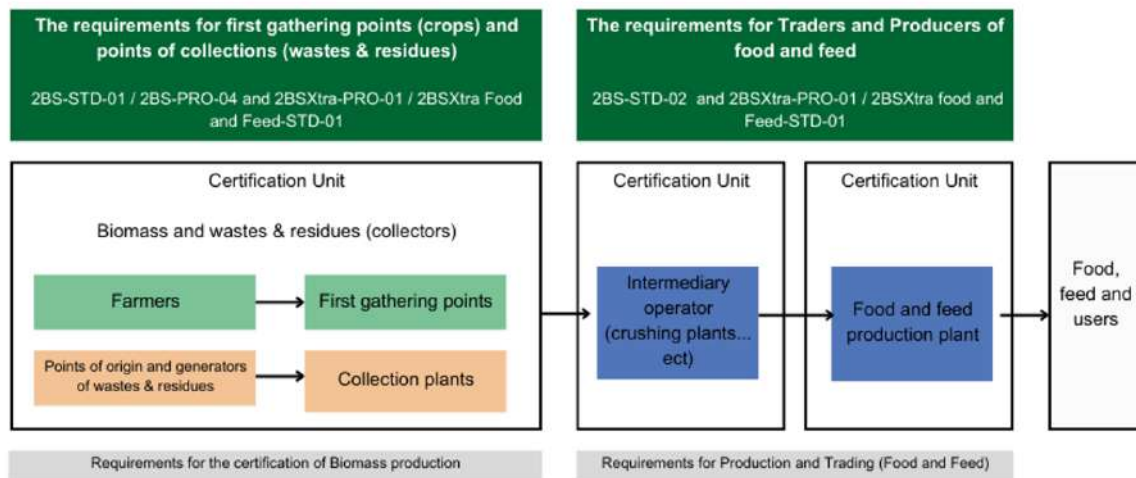 The requirements for first gathering points (crops) and
points of collections (wastes & residues)
2BS-STD-01 / 2BS-PRO-04 and 2BSXtra-PRO-01 / 2BSXtra Food
and Feed-STD-01
The requirements for Traders and Producers of
food and feed
2BS-STD-02 and 2BSXtra-PRO-01 / 2BSXtra food and
Feed-STD-01
Certification Unit
Biomass and wastes & residues (collectors)
Farmers
First gathering points
Points of origin and generators
of wastes & residues
Collection plants
Certification Unit
Intermediary
operator
(crushing plants...
ect)
Certification Unit
Food and feed
production plant
Food,
feed and
users
Requirements for the certification of Biomass production
Requirements for Production and Trading (Food and Feed)